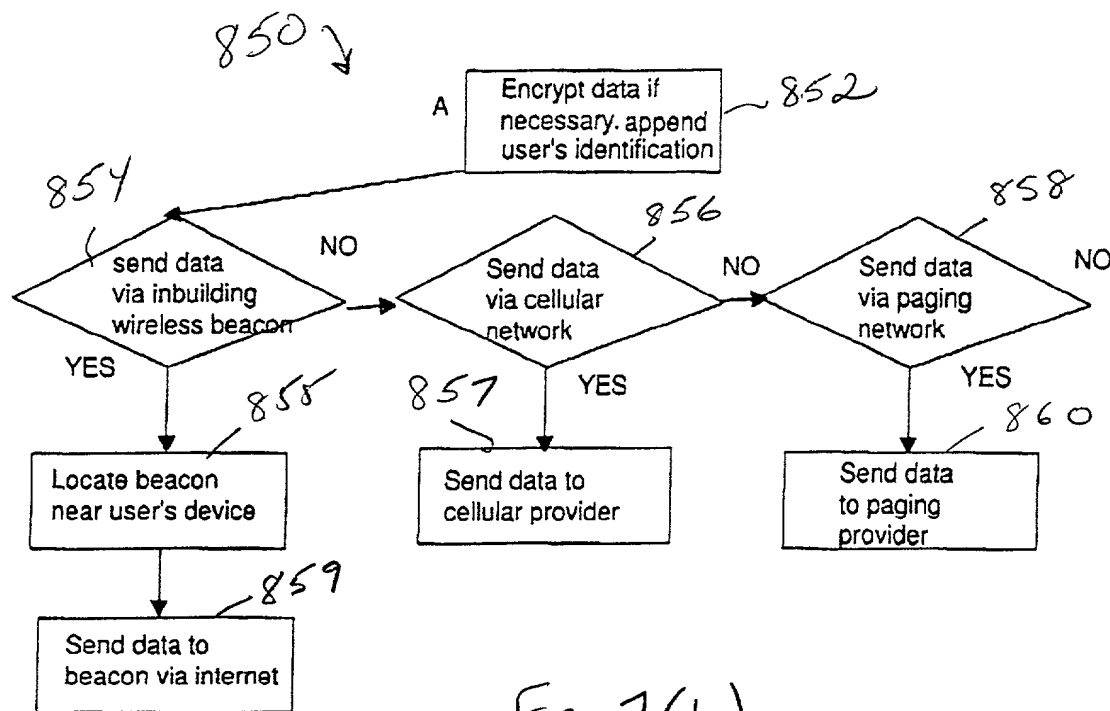 850
A
Encrypt data if
necessary. append
user's identification
852
854
send data
via inbuilding
wireless beacon
NO
YES
856
Send data
via cellular
network
NO
YES
858
Send data
via paging
network
NO
YES
855
Locate beacon
near user's device
857
Send data to
cellular provider
860
Send data
to paging
provider
859
Send data to
beacon via internet